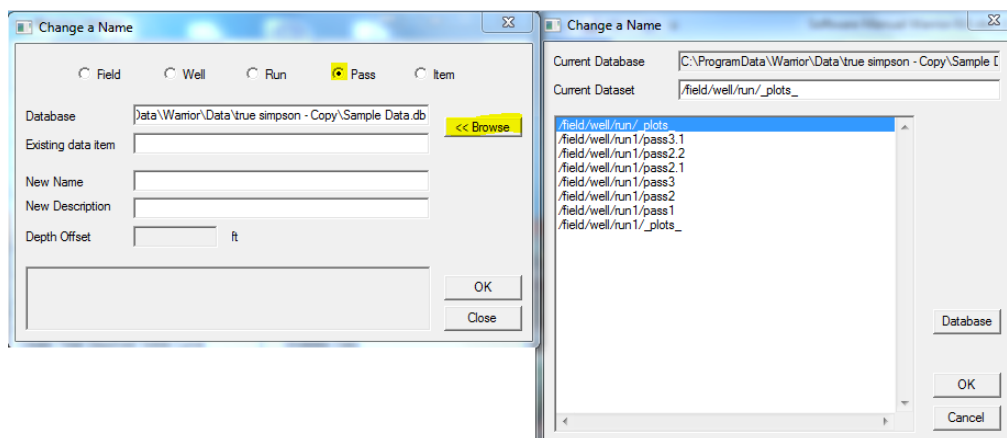 Change a Name
Field Well Run Pass Item
Database )ata\Warrior\Data\true simpson - Copy\Sample Data.db
<< Browse
Existing data item
New Name
New Description
Depth Offset ft
OK
Close
Change a Name
Current Database C:\ProgramData\Warrior\Data\true simpson - Copy\Sample D
Current Dataset /field/well/run/_plots_
/field/well/run/_plots_
/field/well/run1/pass3.1
/field/well/run1/pass2.2
/field/well/run1/pass2.1
/field/well/run1/pass3
/field/well/run1/pass2
/field/well/run1/pass1
/field/well/run1/_plots_
Database
OK
Cancel